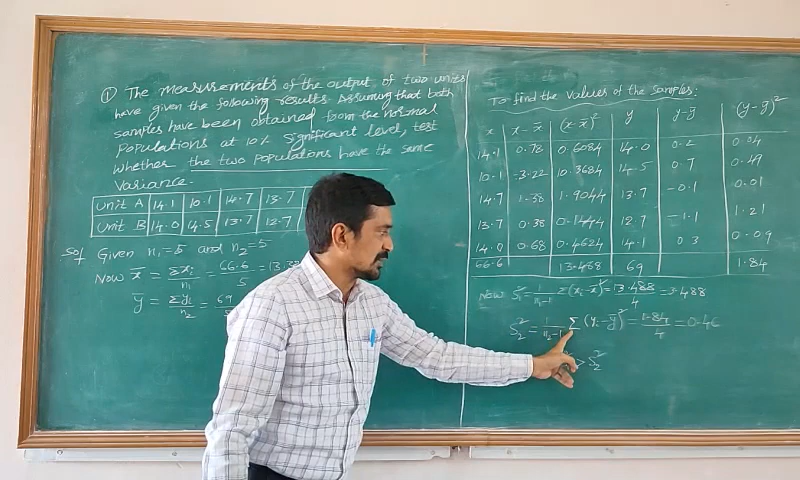 ① The measurements of the output of two units
have given the following results. Assuming that both
samples have been obtained from the normal
populations at 10% significant level, test
whether the two populations have the same
variance.
Unit A 14.1 10.1 14.7 13.7
Unit B 14.0 14.5 13.7 12.7
Sol Given n₁=5 and n₂=5
Now x̄ = Σxᵢ/n₁ = 66.6/5 = 13.32
ȳ = Σyᵢ/n₂ = 69
To find the values of the samples:
x x-x̄ (x-x̄)² y y-ȳ (y-ȳ)²
14.1 0.78 0.6084 14.0 0.2 0.04
10.1 -3.22 10.3684 14.5 0.7 0.49
14.7 1.38 1.9044 13.7 -0.1 0.01
13.7 0.38 0.1444 12.7 -1.1 1.21
14.0 0.68 0.4624 14.1 0.3 0.09
66.6 13.488 69 1.84
Now S₁² = 1/(n₁-1) Σ(xᵢ-x̄)² = 13.488/4 = 3.488
S₂² = 1/(n₂-1) Σ(yᵢ-ȳ)² = 1.84/4 = 0.46
> S₂²